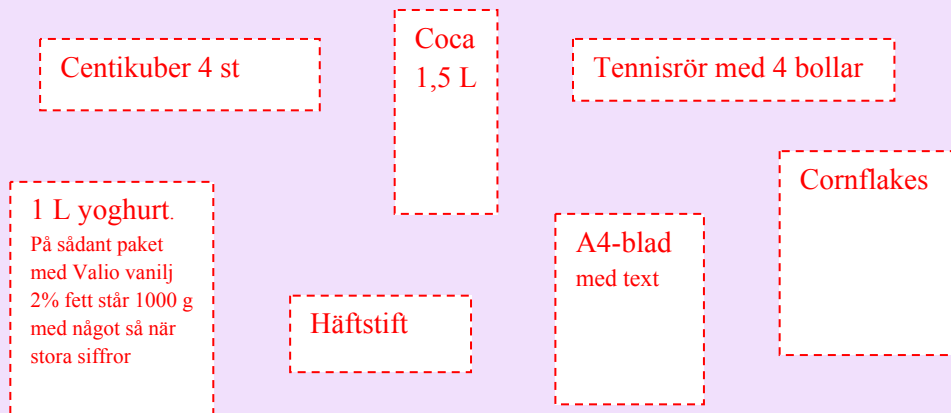 Centikuber 4 st
Coca
1,5 L
Tennisrör med 4 bollar
Cornflakes
1 L yoghurt.
På sådant paket
med Valio vanilj
2% fett står 1000 g
med något så när
stora siffror
Häftstift
A4-blad
med text